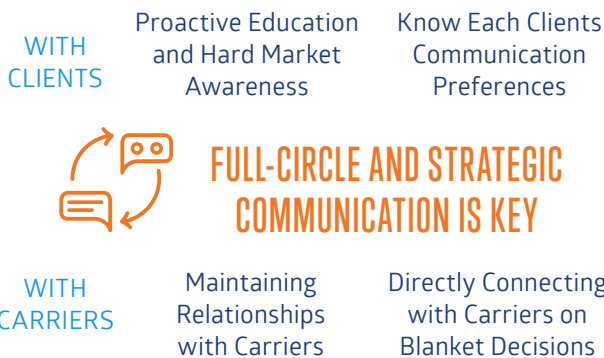 WITH
CLIENTS
Proactive Education
and Hard Market
Awareness
Know Each Clients
Communication
Preferences
FULL-CIRCLE AND STRATEGIC
COMMUNICATION IS KEY
WITH
CARRIERS
Maintaining
Relationships
with Carriers
Directly Connecting
with Carriers on
Blanket Decisions